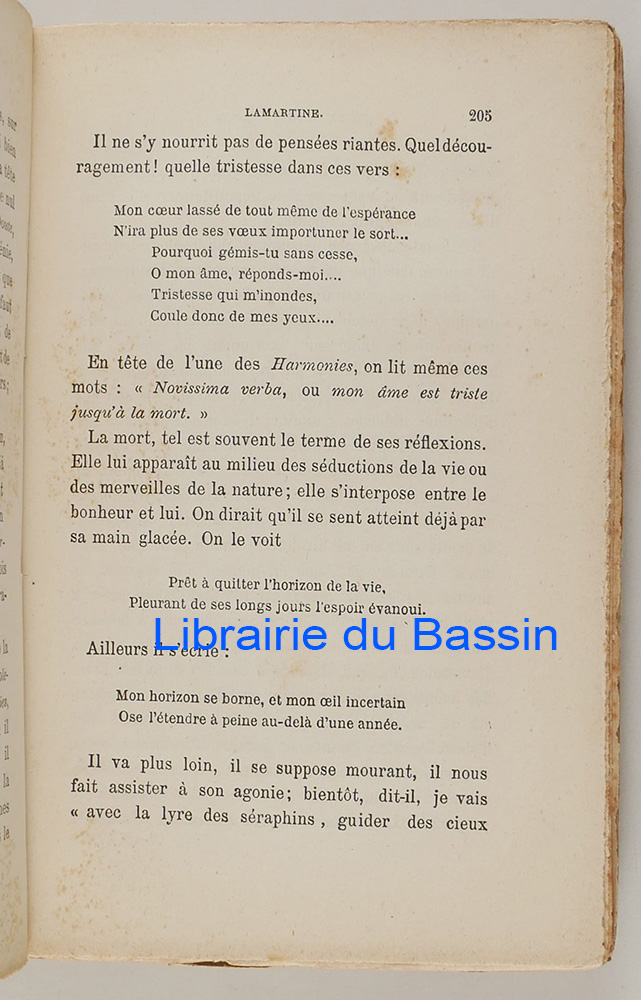 LAMARTINE. 205
Il ne s'y nourrit pas de pensées riantes. Quel décou-
ragement! quelle tristesse dans ces vers :
Mon cœur lassé de tout même de l'espérance
N'ira plus de ses vœux importuner le sort...
Pourquoi gémis-tu sans cesse,
O mon âme, réponds-moi....
Tristesse qui m'inondes,
Coule donc de mes yeux....
En tête de l'une des Harmonies, on lit même ces
mots : « Novissima verba, ou mon âme est triste
jusqu'à la mort. »
La mort, tel est souvent le terme de ses réflexions.
Elle lui apparaît au milieu des séductions de la vie ou
des merveilles de la nature; elle s'interpose entre le
bonheur et lui. On dirait qu'il se sent atteint déjà par
sa main glacée. On le voit
Prêt à quitter l'horizon de la vie,
Pleurant de ses longs jours l'espoir évanoui.
Librairie du Bassin
Ailleurs il s'écrie :
Mon horizon se borne, et mon œil incertain
Ose l'étendre à peine au-delà d'une année.
Il va plus loin, il se suppose mourant, il nous
fait assister à son agonie; bientôt, dit-il, je vais
« avec la lyre des séraphins, guider des cieux